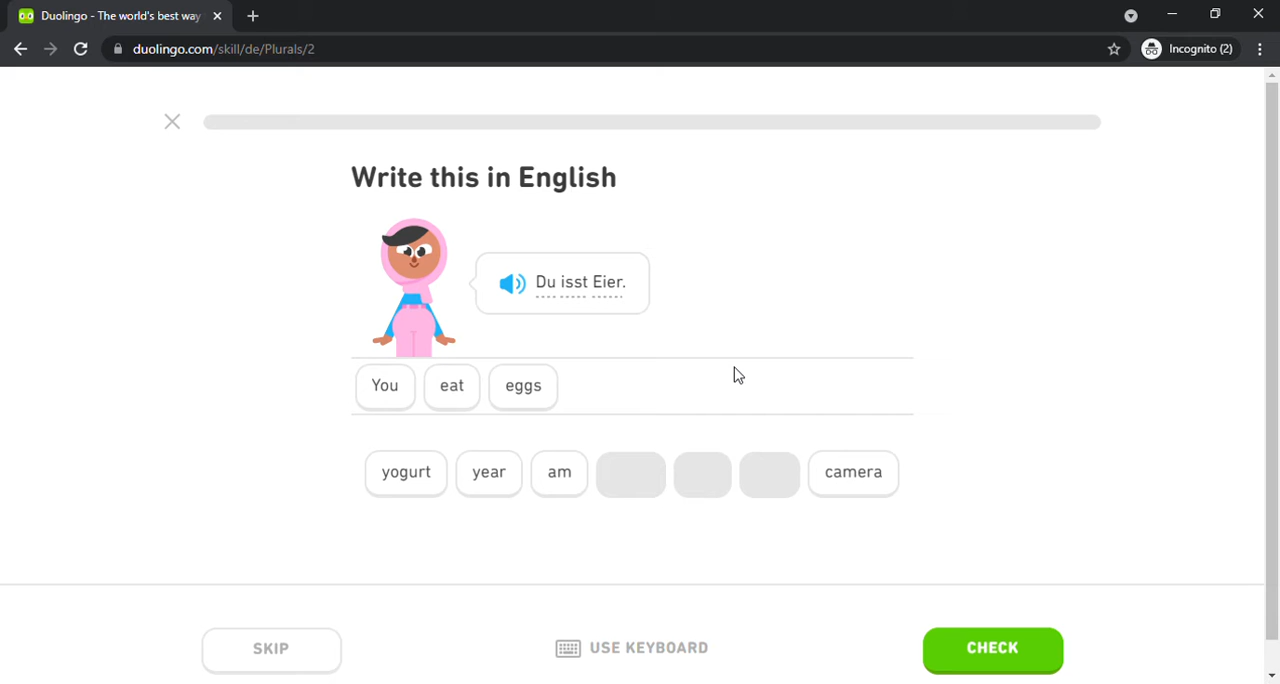 Duolingo - The world's best way
duolingo.com/skill/de/Plurals/2
Incognito (2)
Write this in English
Du isst Eier.
You eat eggs
yogurt year am camera
SKIP USE KEYBOARD CHECK